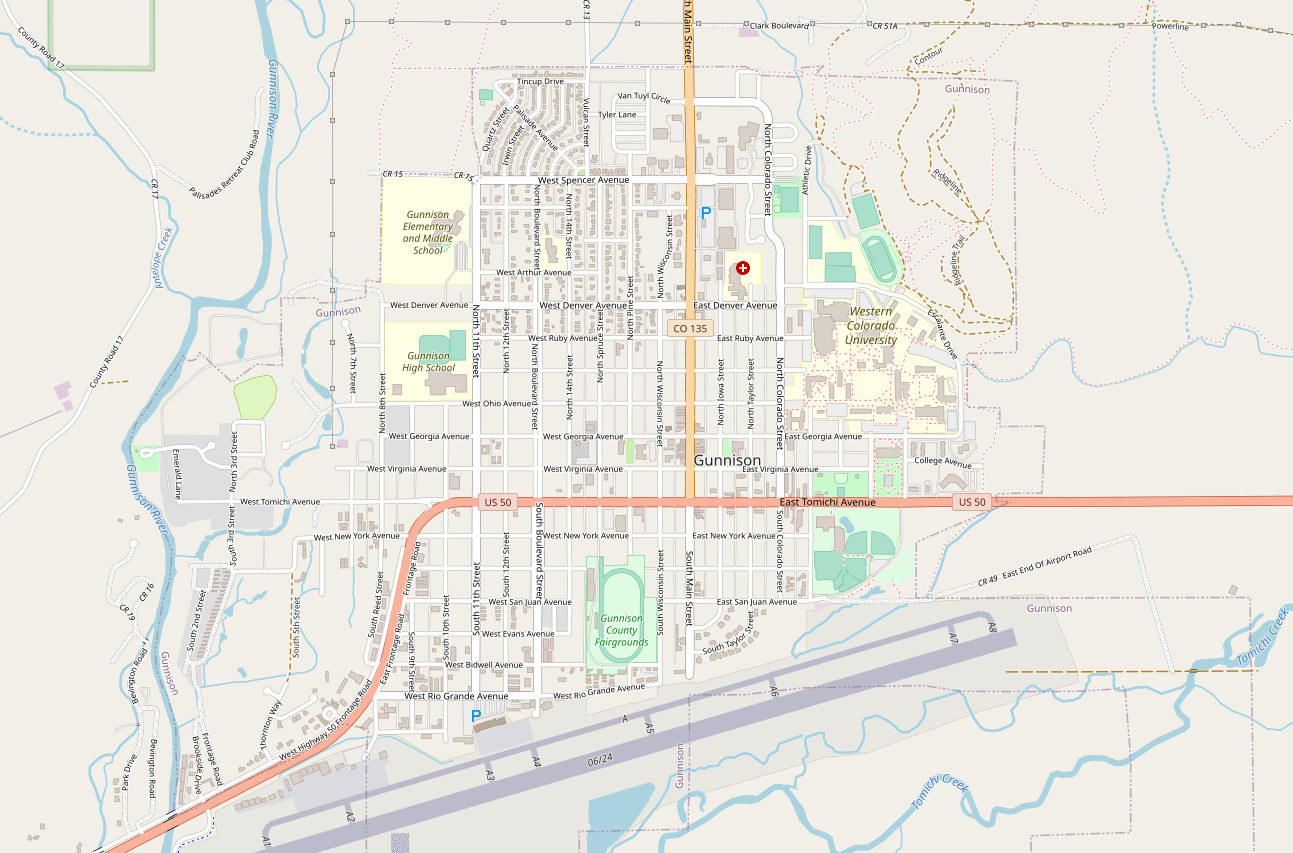 CR 13
North Main Street
Clark Boulevard
CR 51A
Powerline
County Road 17
Contour
Gunnison River
Tincup Drive
Van Tuyl Circle
Gunnison
Quartz Street
Palisade Avenue
Vulcan Street
Tyler Lane
Irwin Street
North Colorado Street
Athletic Drive
Palisades Retreat Club Road
CR 17
CR 15
CR 15
West Spencer Avenue
Ridgeline
Gunnison
Elementary
and Middle
School
North Boulevard Street
North 14th Street
P
North Wisconsin Street
Antelope Creek
Ridgeline Trail
West Arthur Avenue
West Denver Avenue
West Denver Avenue
East Denver Avenue
North Pine Street
Gunnison
Western
Colorado
University
Escalante Drive
CO 135
North 11th Street
North 12th Street
West Ruby Avenue
North Spruce Street
East Ruby Avenue
County Road 17
North 7th Street
Gunnison
High School
North Boulevard Street
North 14th Street
North Wisconsin Street
North Iowa Street
North Taylor Street
North Colorado Street
North 8th Street
West Ohio Avenue
West Georgia Avenue
West Georgia Avenue
East Georgia Avenue
Gunnison
Emerald Lane
North 3rd Street
West Virginia Avenue
West Virginia Avenue
East Virginia Avenue
College Avenue
Gunnison River
West Tomichi Avenue
US 50
East Tomichi Avenue
US 50
South 3rd Street
West New York Avenue
South Boulevard Street
West New York Avenue
East New York Avenue
South Colorado Street
Frontage Road
South 12th Street
CR 16
CR 19
South 2nd Street
South 5th Street
South Reed Street
South 11th Street
South Wisconsin Street
South Main Street
CR 49
East End Of Airport Road
West San Juan Avenue
East San Juan Avenue
Gunnison
South 10th Street
East Frontage Road
South 9th Street
West Evans Avenue
Gunnison
County
Fairgrounds
South Taylor Street
A7
A8
Tomichi Creek
Bevington Road
Gunnison
West Bidwell Avenue
West Rio Grande Avenue
West Rio Grande Avenue
A6
P
A
A5
Thornton Way
West Highway 50 Frontage Road
Frontage Road
Brookside Drive
Park Drive
Bevington Road
06/24
A4
A3
Gunnison
Tomichi Creek
A2
A1